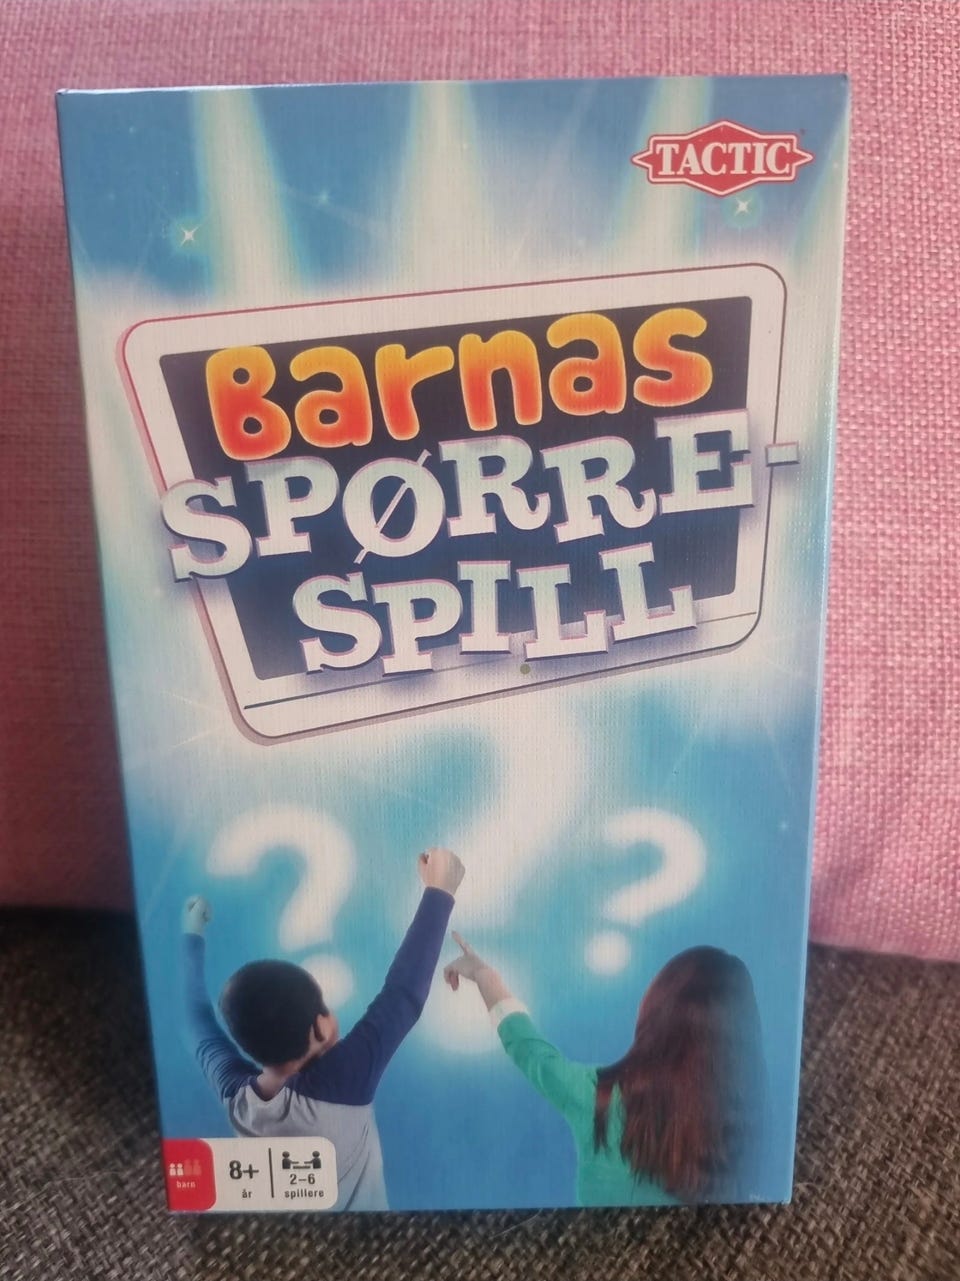 TACTIC
Barnas
SPØRRE-
SPILL
barn
8+
år
2-6
spillere